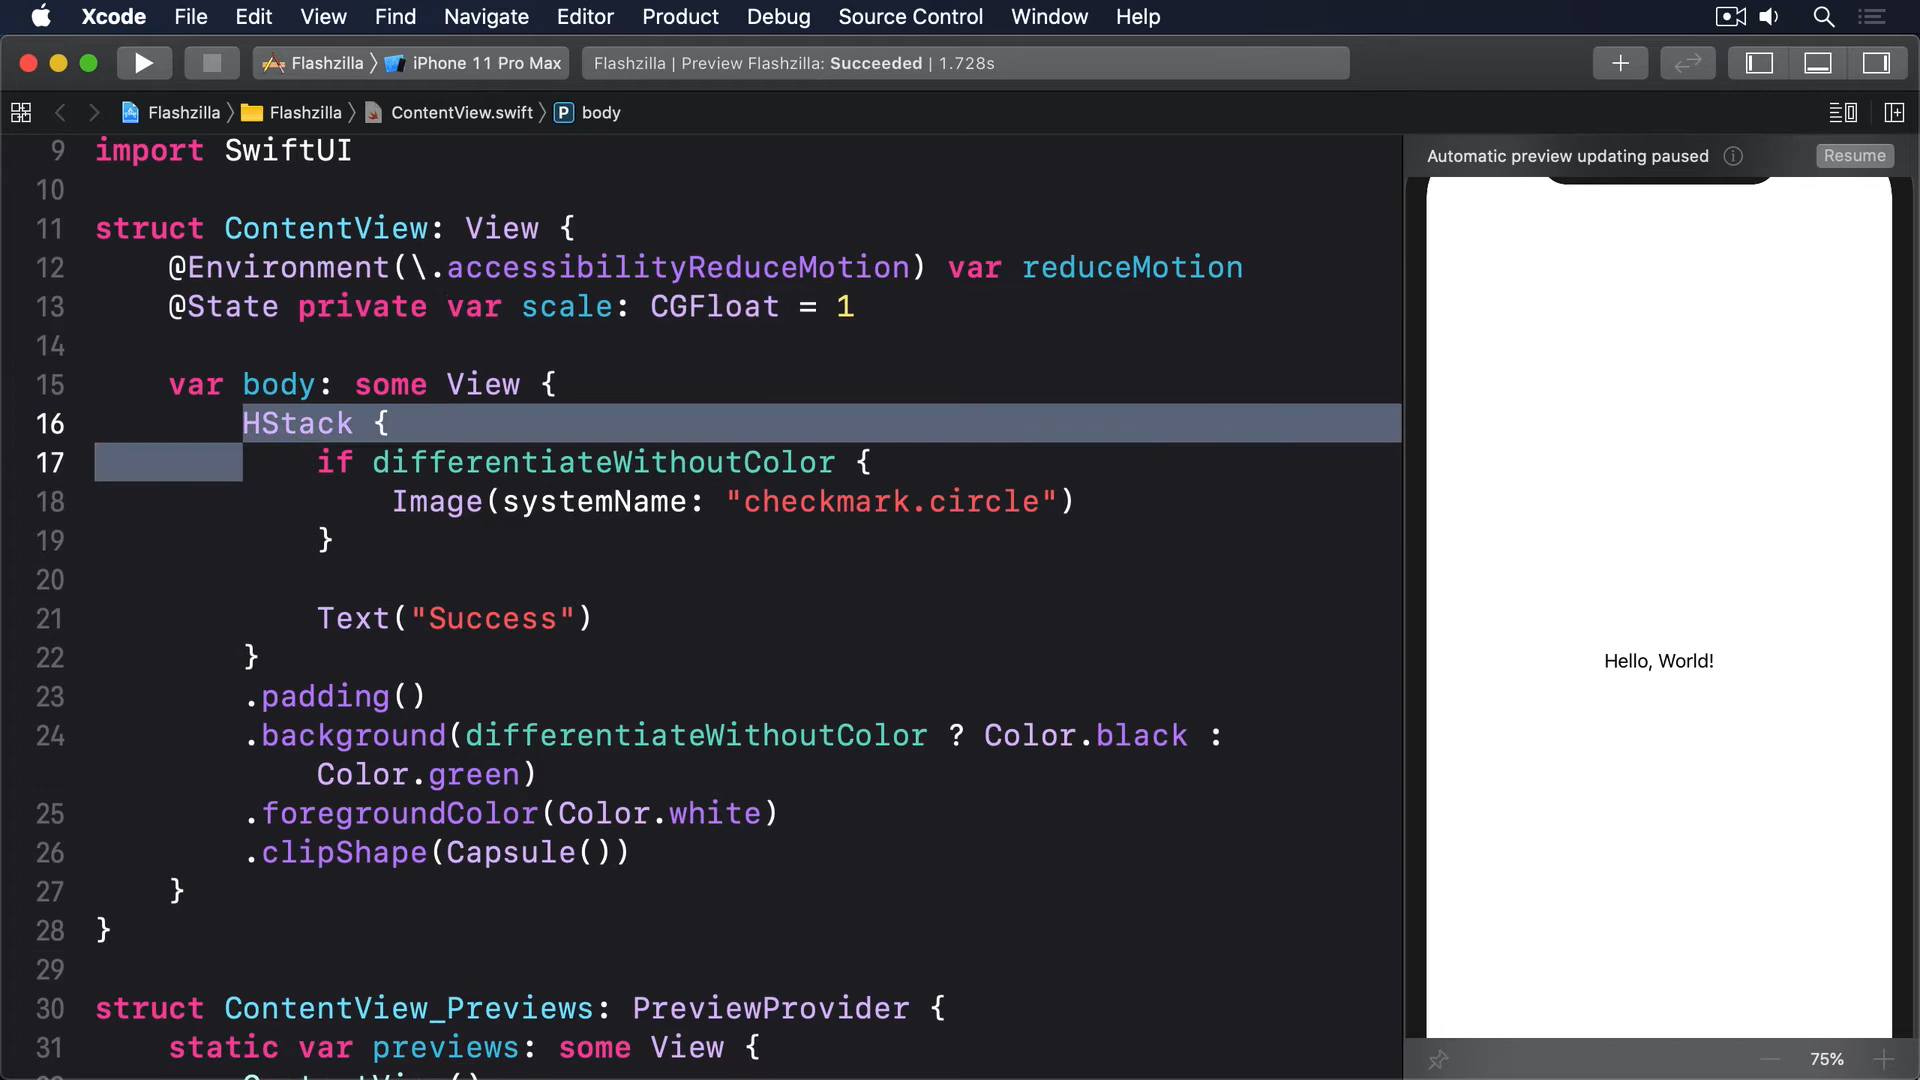 Xcode File Edit View Find Navigate Editor Product Debug Source Control Window Help
Flashzilla 〉 iPhone 11 Pro Max
Flashzilla | Preview Flashzilla: Succeeded | 1.728s
Flashzilla 〉 Flashzilla 〉 ContentView.swift 〉 P body
9 import SwiftUI
10
11 struct ContentView: View {
12 @Environment(\.accessibilityReduceMotion) var reduceMotion
13 @State private var scale: CGFloat = 1
14
15 var body: some View {
16 HStack {
17 if differentiateWithoutColor {
18 Image(systemName: "checkmark.circle")
19 }
20
21 Text("Success")
22 }
23 .padding()
24 .background(differentiateWithoutColor ? Color.black :
Color.green)
25 .foregroundColor(Color.white)
26 .clipShape(Capsule())
27 }
28 }
29
30 struct ContentView_Previews: PreviewProvider {
31 static var previews: some View {
Automatic preview updating paused
Resume
Hello, World!
75%